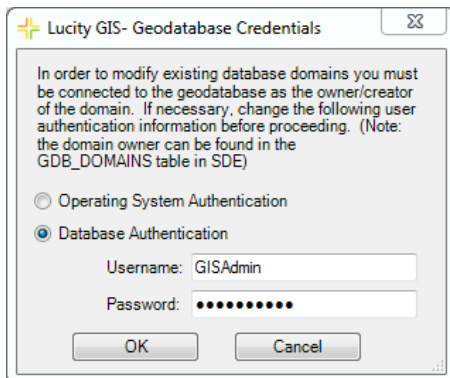 Lucity GIS- Geodatabase Credentials
In order to modify existing database domains you must
be connected to the geodatabase as the owner/creator
of the domain.  If necessary, change the following user
authentication information before proceeding.  (Note:
the domain owner can be found in the
GDB_DOMAINS table in SDE)
Operating System Authentication
Database Authentication
Username: GISAdmin
Password: ●●●●●●●●●●
OK Cancel